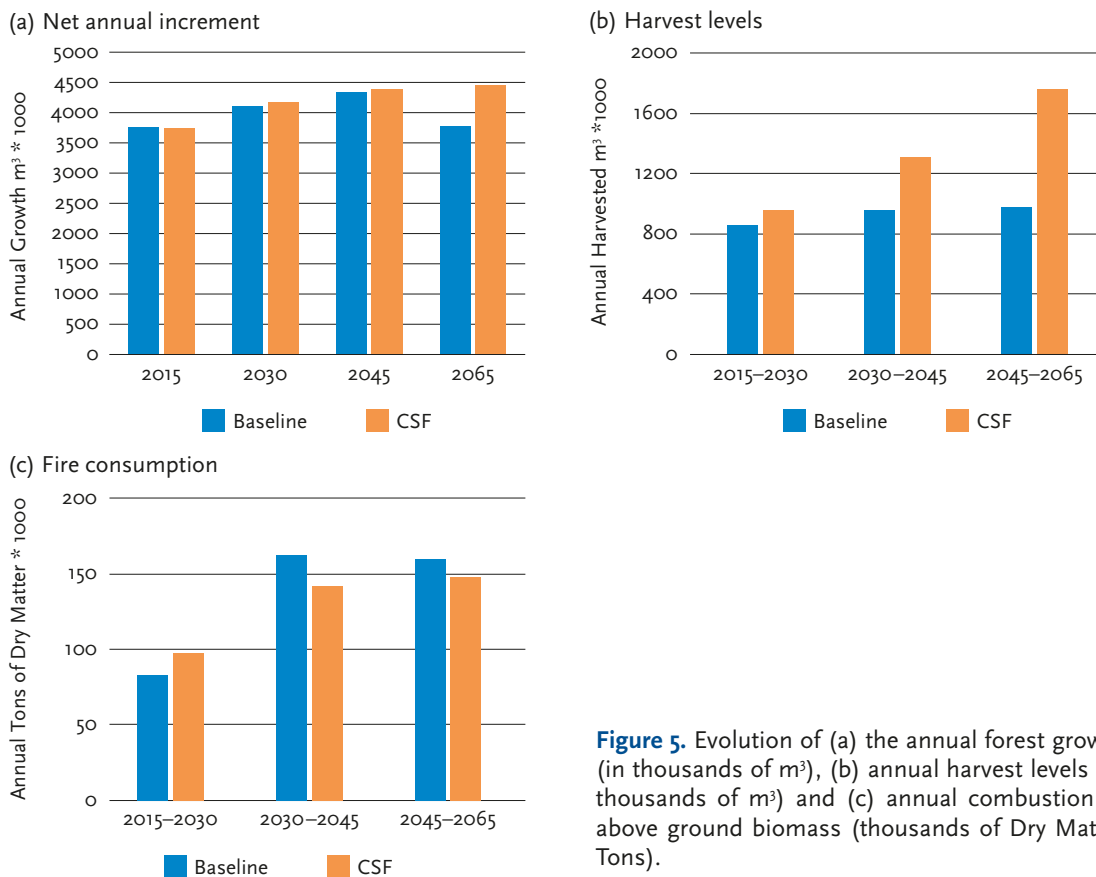 (a) Net annual increment
Annual Growth m³ * 1000
5000
4500
4000
3500
3000
2500
2000
1500
1000
500
0
2015 2030 2045 2065
Baseline CSF
(b) Harvest levels
Annual Harvested m³ *1000
2000
1600
1200
800
400
0
2015–2030 2030–2045 2045–2065
Baseline CSF
(c) Fire consumption
Annual Tons of Dry Matter * 1000
200
150
100
50
0
2015–2030 2030–2045 2045–2065
Baseline CSF
Figure 5. Evolution of (a) the annual forest grow
(in thousands of m³), (b) annual harvest levels
thousands of m³) and (c) annual combustion
above ground biomass (thousands of Dry Mat
Tons).